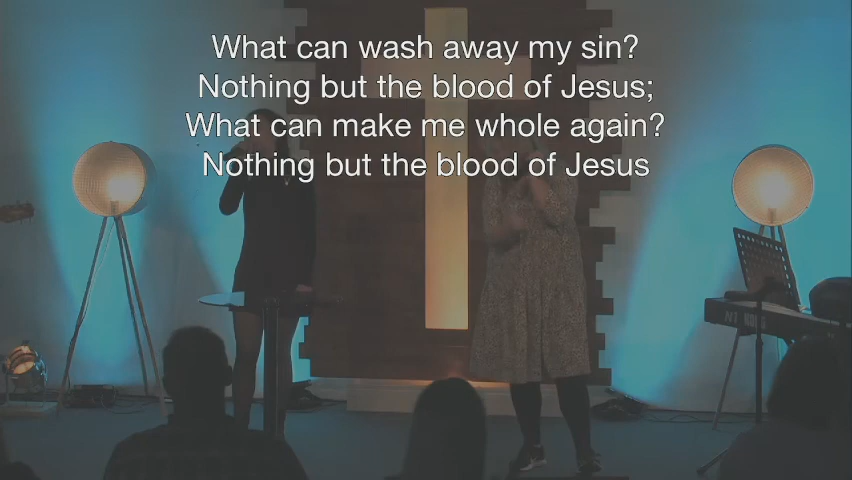 What can wash away my sin?
Nothing but the blood of Jesus;
What can make me whole again?
Nothing but the blood of Jesus
KORG